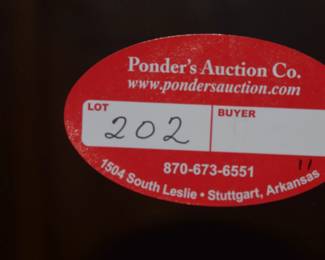 Ponder's Auction Co.
www.pondersauction.com
LOT BUYER
202
870-673-6551
1504 South Leslie • Stuttgart, Arkansas